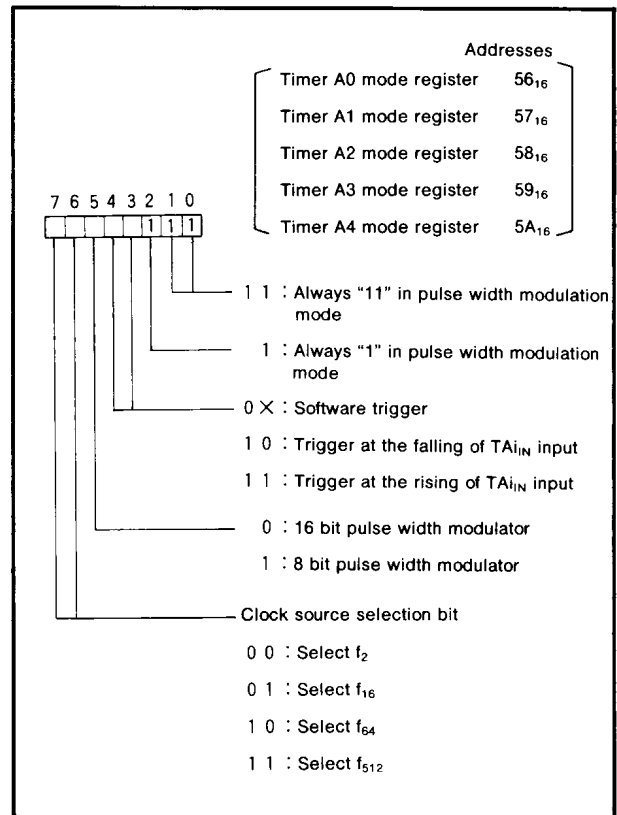 Addresses
Timer A0 mode register 56₁₆
Timer A1 mode register 57₁₆
Timer A2 mode register 58₁₆
Timer A3 mode register 59₁₆
Timer A4 mode register 5A₁₆
7 6 5 4 3 2 1 0
1 1 1
1 1 : Always "11" in pulse width modulation
mode
1 : Always "1" in pulse width modulation
mode
0 × : Software trigger
1 0 : Trigger at the falling of TAiIN input
1 1 : Trigger at the rising of TAiIN input
0 : 16 bit pulse width modulator
1 : 8 bit pulse width modulator
Clock source selection bit
0 0 : Select f₂
0 1 : Select f₁₆
1 0 : Select f₆₄
1 1 : Select f₅₁₂